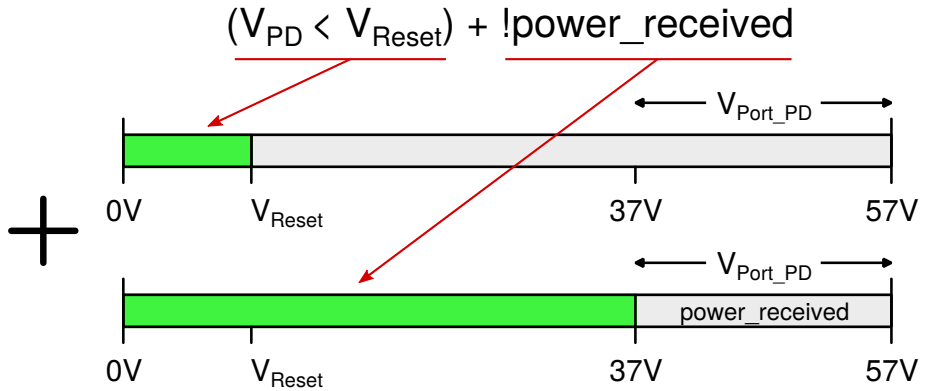 (V_PD < V_Reset) + !power_received
V_Port_PD
0V V_Reset 37V 57V
+
V_Port_PD
power_received
0V V_Reset 37V 57V